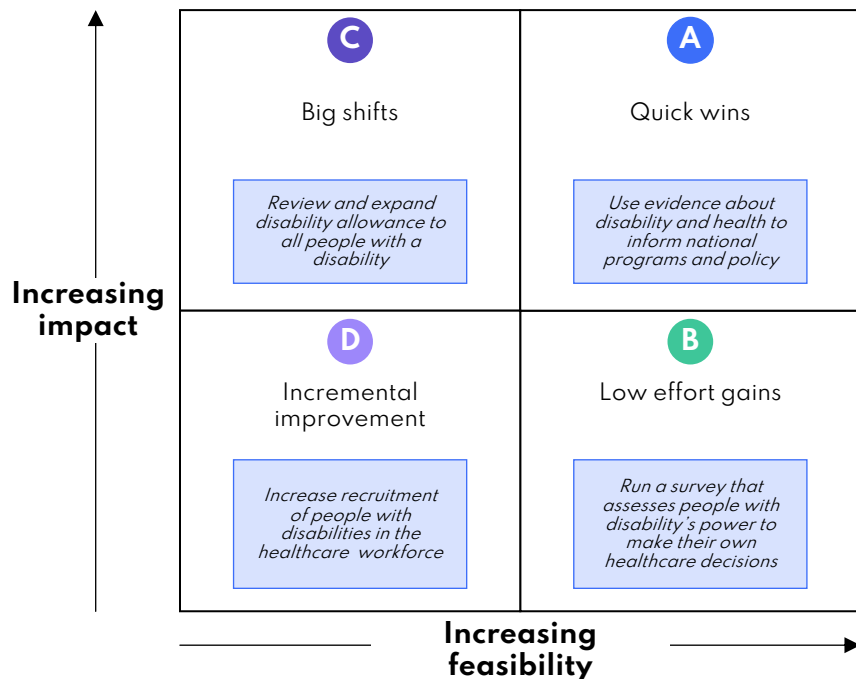 C
Big shifts
Review and expand
disability allowance to
all people with a
disability
A
Quick wins
Use evidence about
disability and health to
inform national
programs and policy
Increasing
impact
D
Incremental
improvement
Increase recruitment
of people with
disabilities in the
healthcare workforce
B
Low effort gains
Run a survey that
assesses people with
disability's power to
make their own
healthcare decisions
Increasing
feasibility